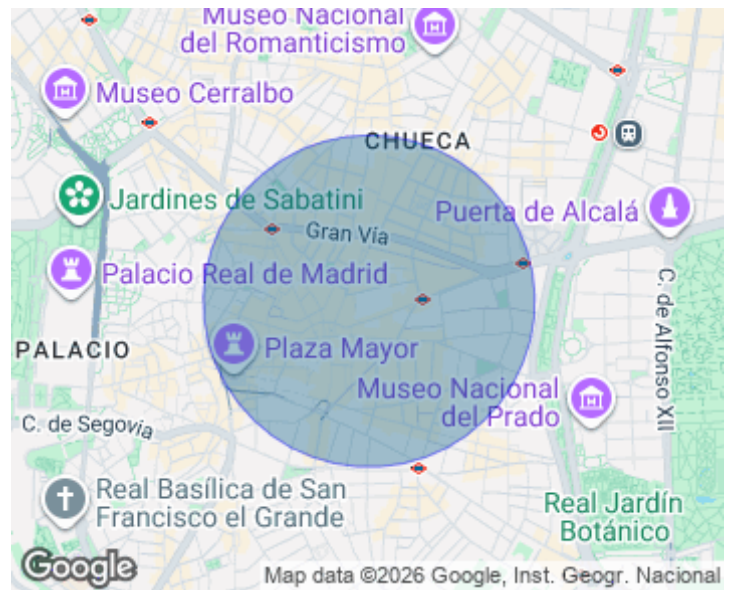 Museo Nacional
del Romanticismo
Museo Cerralbo
CHUECA
Jardines de Sabatini
Puerta de Alcalá
Gran Vía
Palacio Real de Madrid
C. de Alfonso XII
PALACIO
Plaza Mayor
Museo Nacional
del Prado
C. de Segovia
Real Basílica de San
Francisco el Grande
Real Jardín
Botánico
Google
Map data ©2026 Google, Inst. Geogr. Nacional